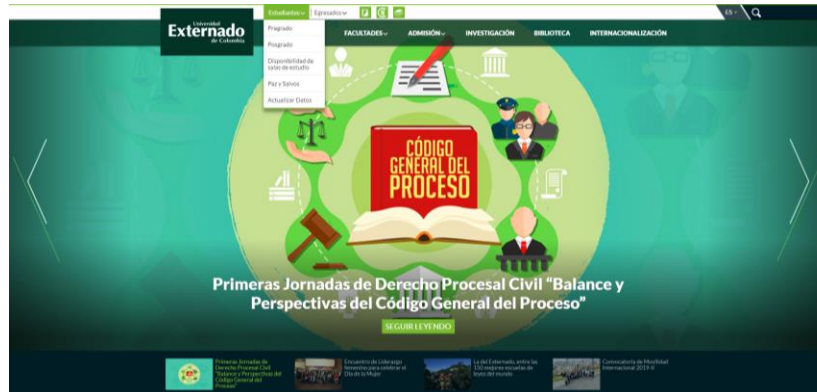 Estudiantes
Egresados
ES
Universidad
Externado
de Colombia
FACULTADES
ADMISIÓN
INVESTIGACIÓN
BIBLIOTECA
INTERNACIONALIZACIÓN
Pregrado
Posgrado
Disponibilidad de
salas de estudio
Paz y Salvos
Actualizar Datos
CÓDIGO
GENERAL DEL
PROCESO
Primeras Jornadas de Derecho Procesal Civil “Balance y
Perspectivas del Código General del Proceso”
SEGUIR LEYENDO
Primeras Jornadas de
Derecho Procesal Civil
"Balance y Perspectivas del
Código General del
Proceso"
Encuentro de Liderazgo
femenino para celebrar el
Día de la Mujer
La del Externado, entre las
150 mejores escuelas de
leyes del mundo
Convocatoria de Movilidad
Internacional 2019-II